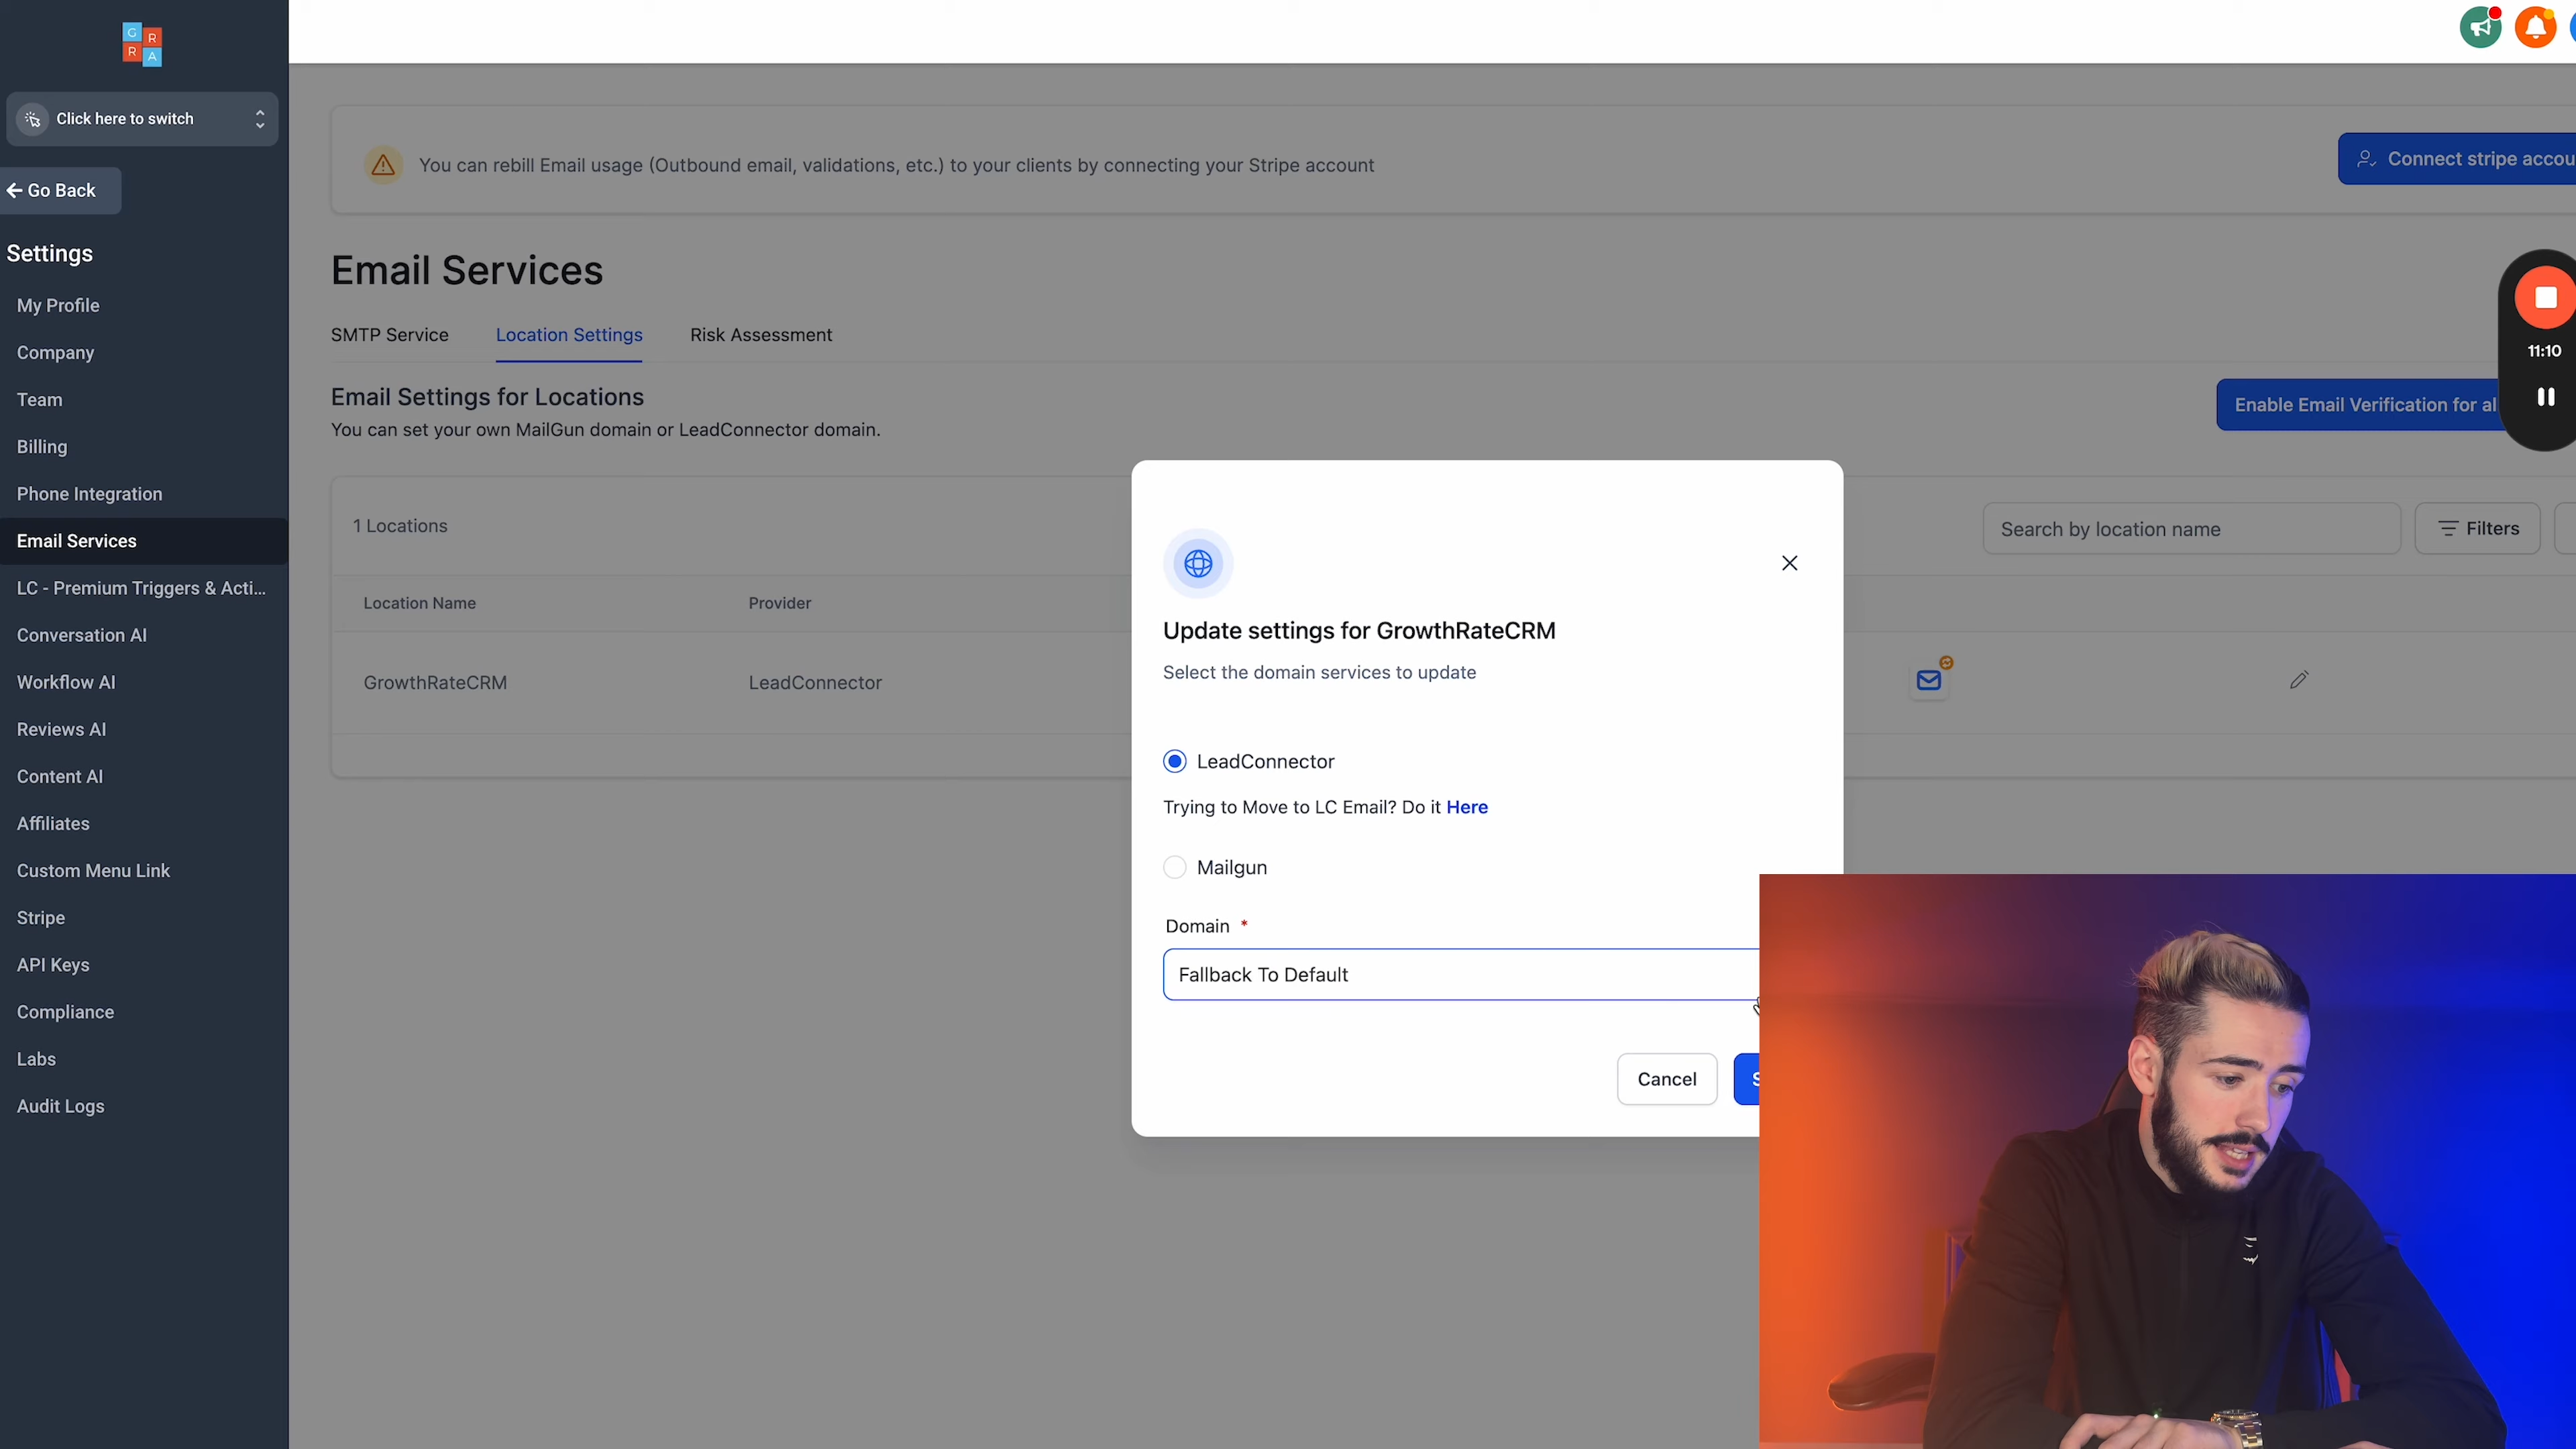 G R
R A
Click here to switch
Go Back
Settings
My Profile
Company
Team
Billing
Phone Integration
Email Services
LC - Premium Triggers & Acti...
Conversation AI
Workflow AI
Reviews AI
Content AI
Affiliates
Custom Menu Link
Stripe
API Keys
Compliance
Labs
Audit Logs
You can rebill Email usage (Outbound email, validations, etc.) to your clients by connecting your Stripe account
Connect stripe accou
Email Services
SMTP Service
Location Settings
Risk Assessment
Email Settings for Locations
You can set your own MailGun domain or LeadConnector domain.
Enable Email Verification for al
11:10
1 Locations
Search by location name
Filters
Location Name
Provider
GrowthRateCRM
LeadConnector
Update settings for GrowthRateCRM
Select the domain services to update
LeadConnector
Trying to Move to LC Email? Do it Here
Mailgun
Domain *
Fallback To Default
Cancel